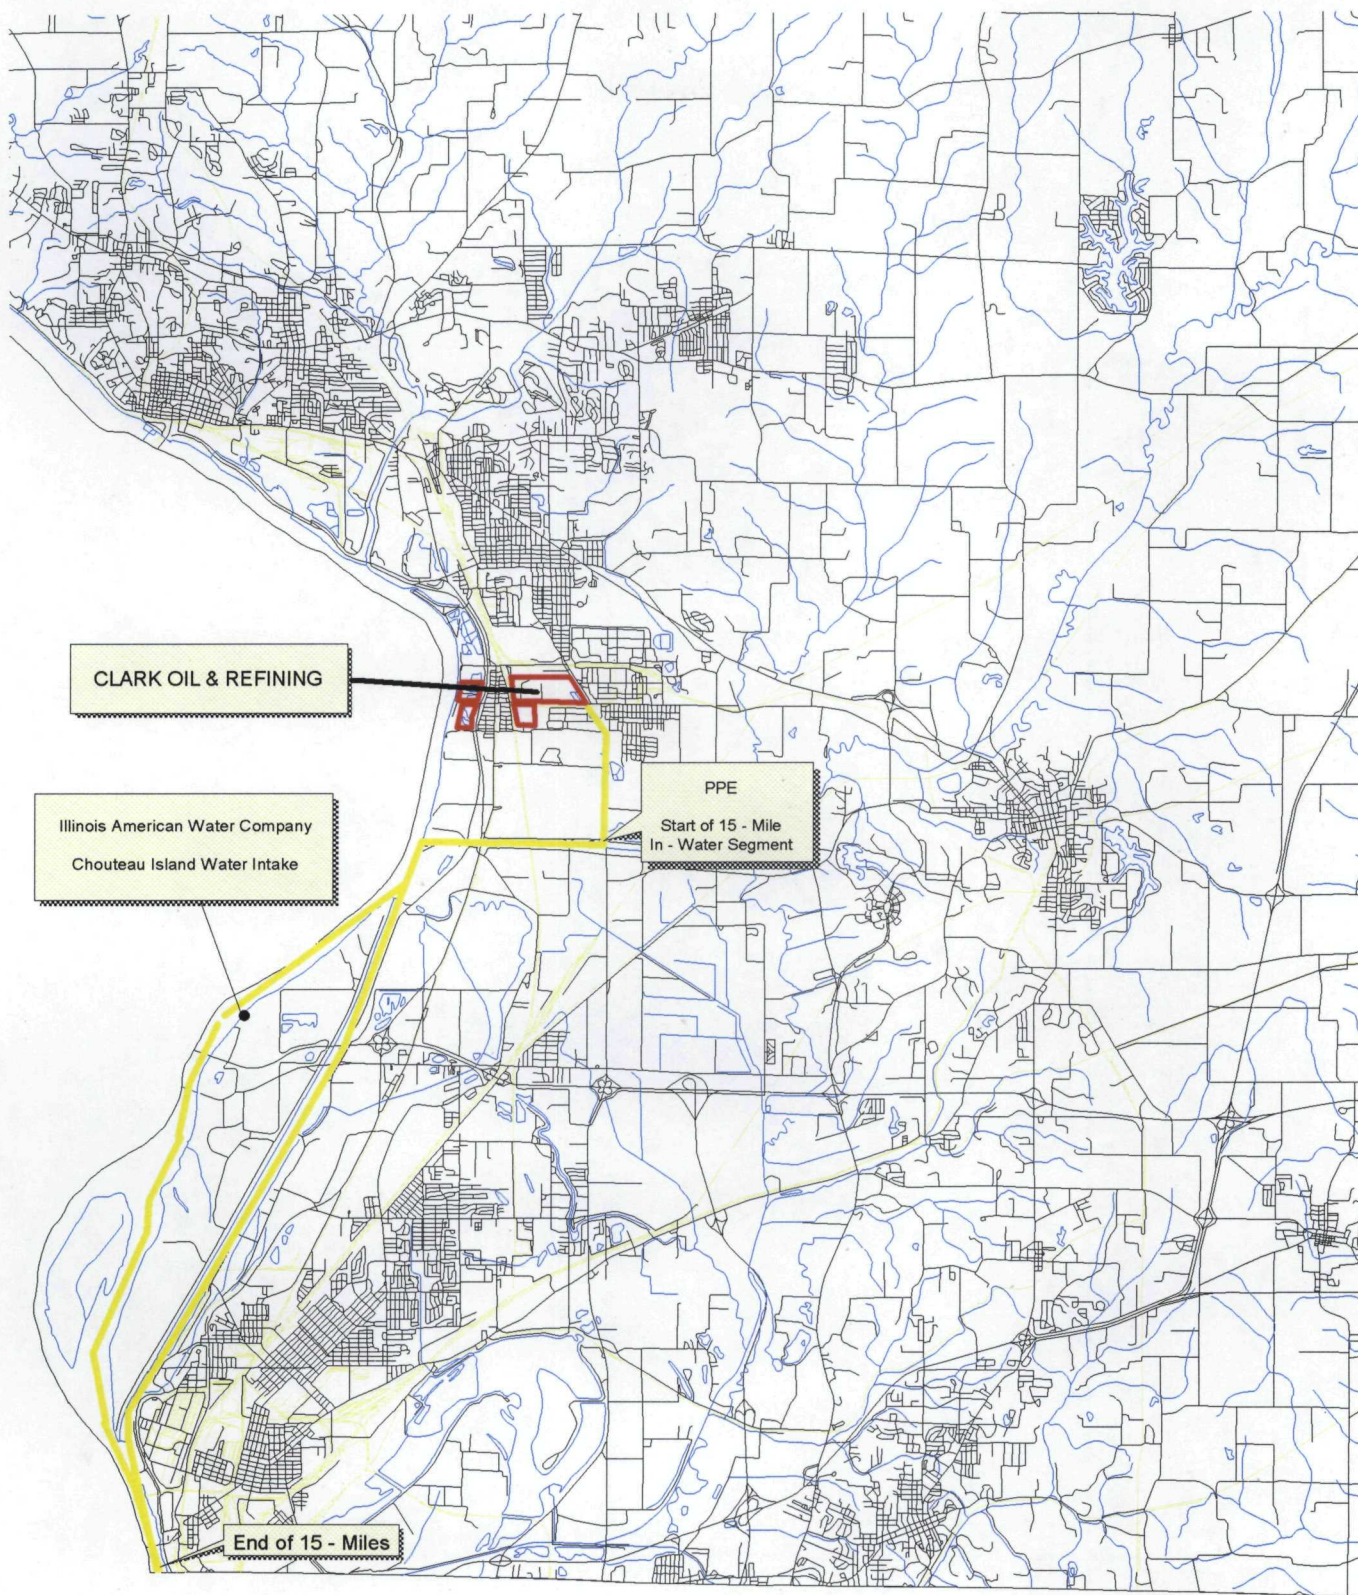 CLARK OIL & REFINING
Illinois American Water Company
Chouteau Island Water Intake
PPE
Start of 15 - Mile
In - Water Segment
End of 15 - Miles